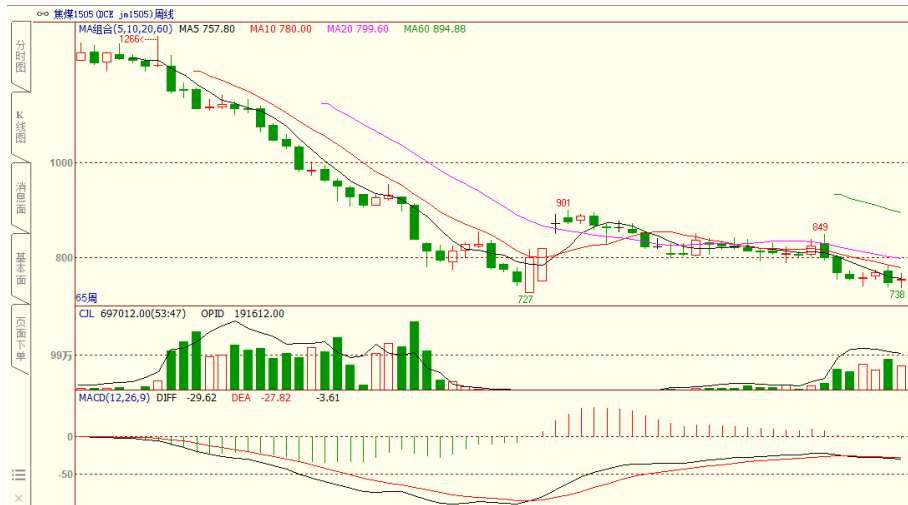 焦煤1505(DCE jm1505)周线
MA组合(5,10,20,60) MA5 757.80 MA10 780.00 MA20 799.60 MA60 894.88
分时图
K线图
消息面
基本面
页面下单
1266<
1000
901
849
800
727
738
65周
CJL 697012.00(53:47) OPID 191612.00
99万
MACD(12,26,9) DIFF -29.62 DEA -27.82 -3.61
0
-50